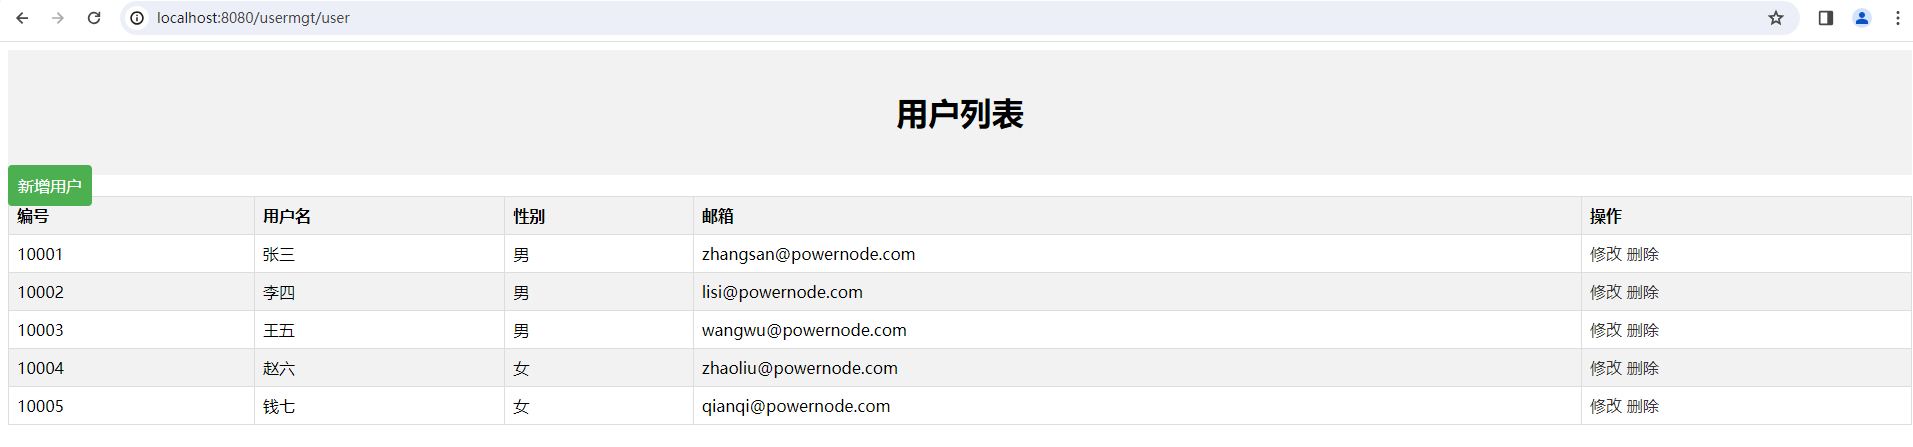 localhost:8080/usermgt/user
用户列表
新增用户
编号 用户名 性别 邮箱 操作
10001 张三 男 zhangsan@powernode.com 修改 删除
10002 李四 男 lisi@powernode.com 修改 删除
10003 王五 男 wangwu@powernode.com 修改 删除
10004 赵六 女 zhaoliu@powernode.com 修改 删除
10005 钱七 女 qianqi@powernode.com 修改 删除